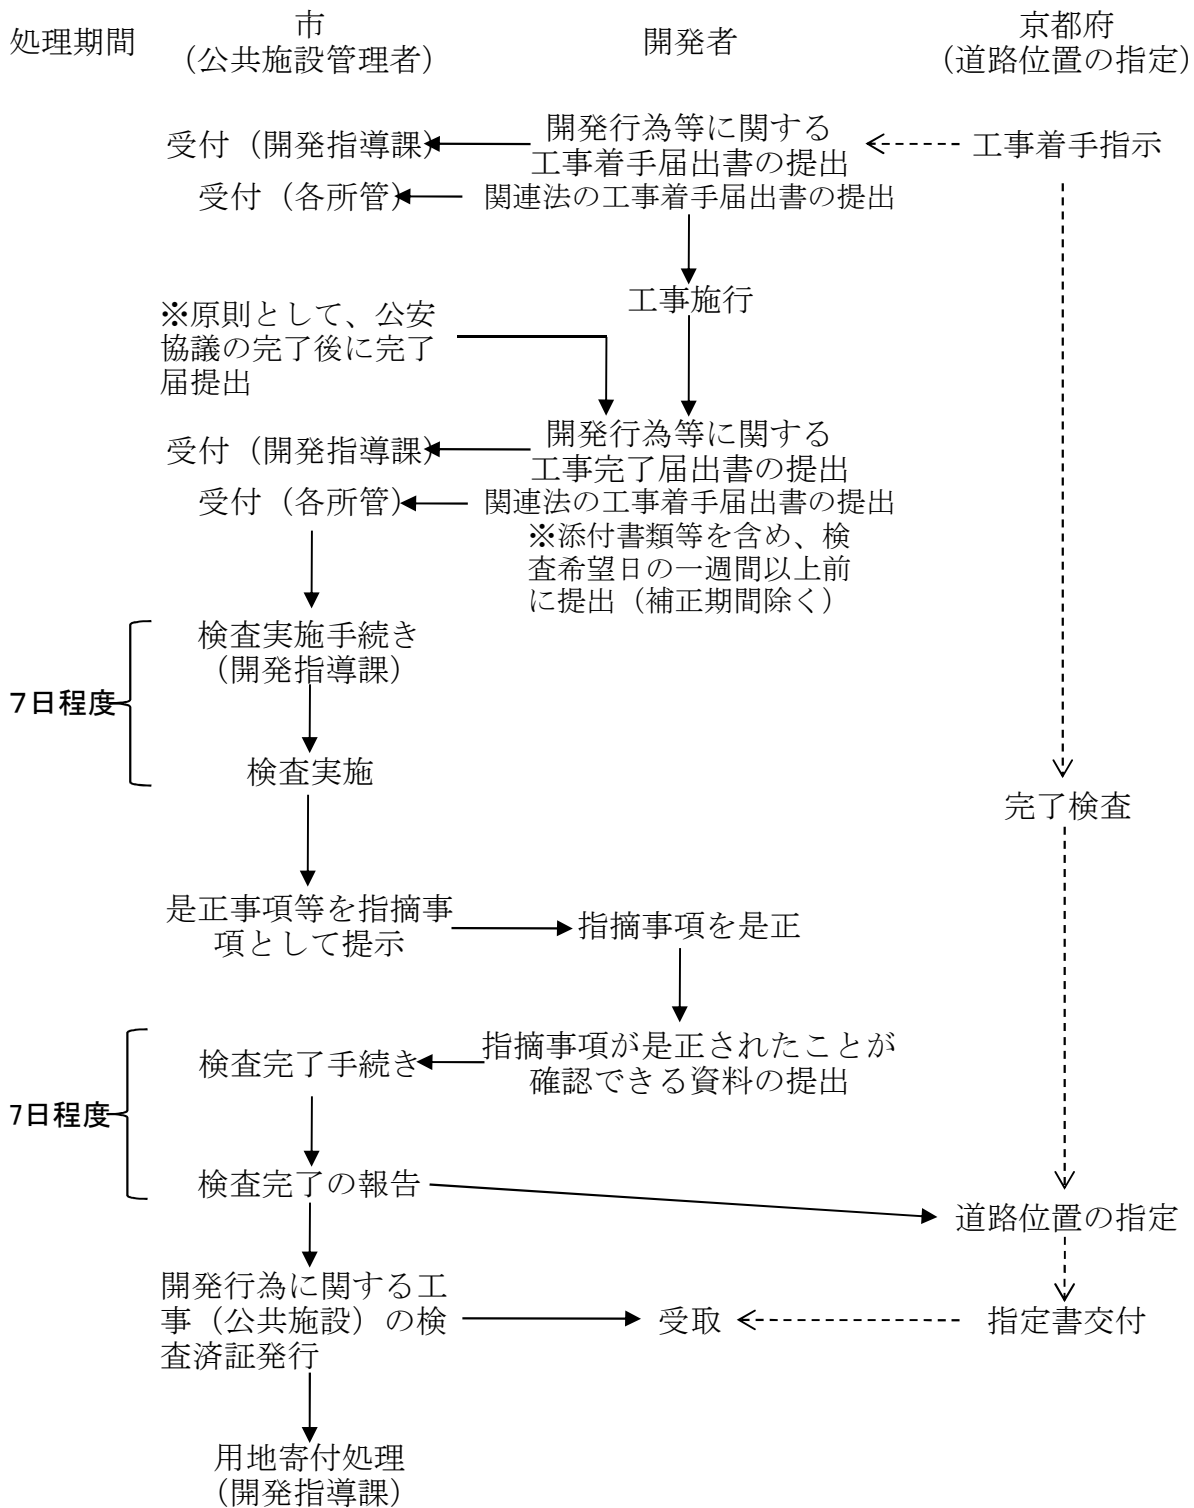 処理期間
市
（公共施設管理者）
開発者
京都府
（道路位置の指定）
受付（開発指導課）
開発行為等に関する
工事着手届出書の提出
工事着手指示
受付（各所管）
関連法の工事着手届出書の提出
工事施行
※原則として、公安
協議の完了後に完了
届提出
受付（開発指導課）
開発行為等に関する
工事完了届出書の提出
受付（各所管）
関連法の工事着手届出書の提出
※添付書類等を含め、検
査希望日の一週間以上前
に提出（補正期間除く）
検査実施手続き
（開発指導課）
7日程度
検査実施
完了検査
是正事項等を指摘事
項として提示
指摘事項を是正
検査完了手続き
指摘事項が是正されたことが
確認できる資料の提出
7日程度
検査完了の報告
道路位置の指定
開発行為に関する工
事（公共施設）の検
査済証発行
受取
指定書交付
用地寄付処理
（開発指導課）